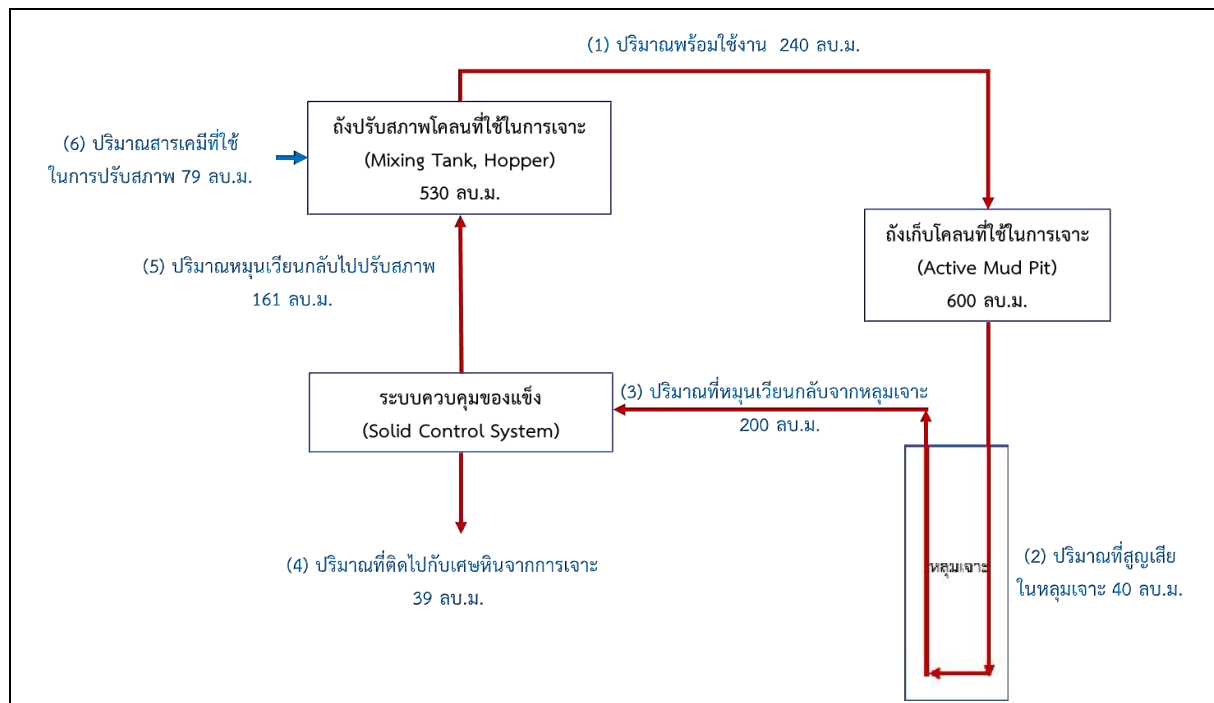 (1) ปริมาณพร้อมใช้งาน 240 ลบ.ม.
ถังปรับสภาพโคลนที่ใช้ในการเจาะ
(Mixing Tank, Hopper)
530 ลบ.ม.
(6) ปริมาณสารเคมีที่ใช้
ในการปรับสภาพ 79 ลบ.ม.
ถังเก็บโคลนที่ใช้ในการเจาะ
(Active Mud Pit)
600 ลบ.ม.
(5) ปริมาณหมุนเวียนกลับไปปรับสภาพ
161 ลบ.ม.
ระบบควบคุมของแข็ง
(Solid Control System)
(3) ปริมาณที่หมุนเวียนกลับจากหลุมเจาะ
200 ลบ.ม.
(4) ปริมาณที่ติดไปกับเศษหินจากการเจาะ
39 ลบ.ม.
หลุมเจาะ
(2) ปริมาณที่สูญเสีย
ในหลุมเจาะ 40 ลบ.ม.